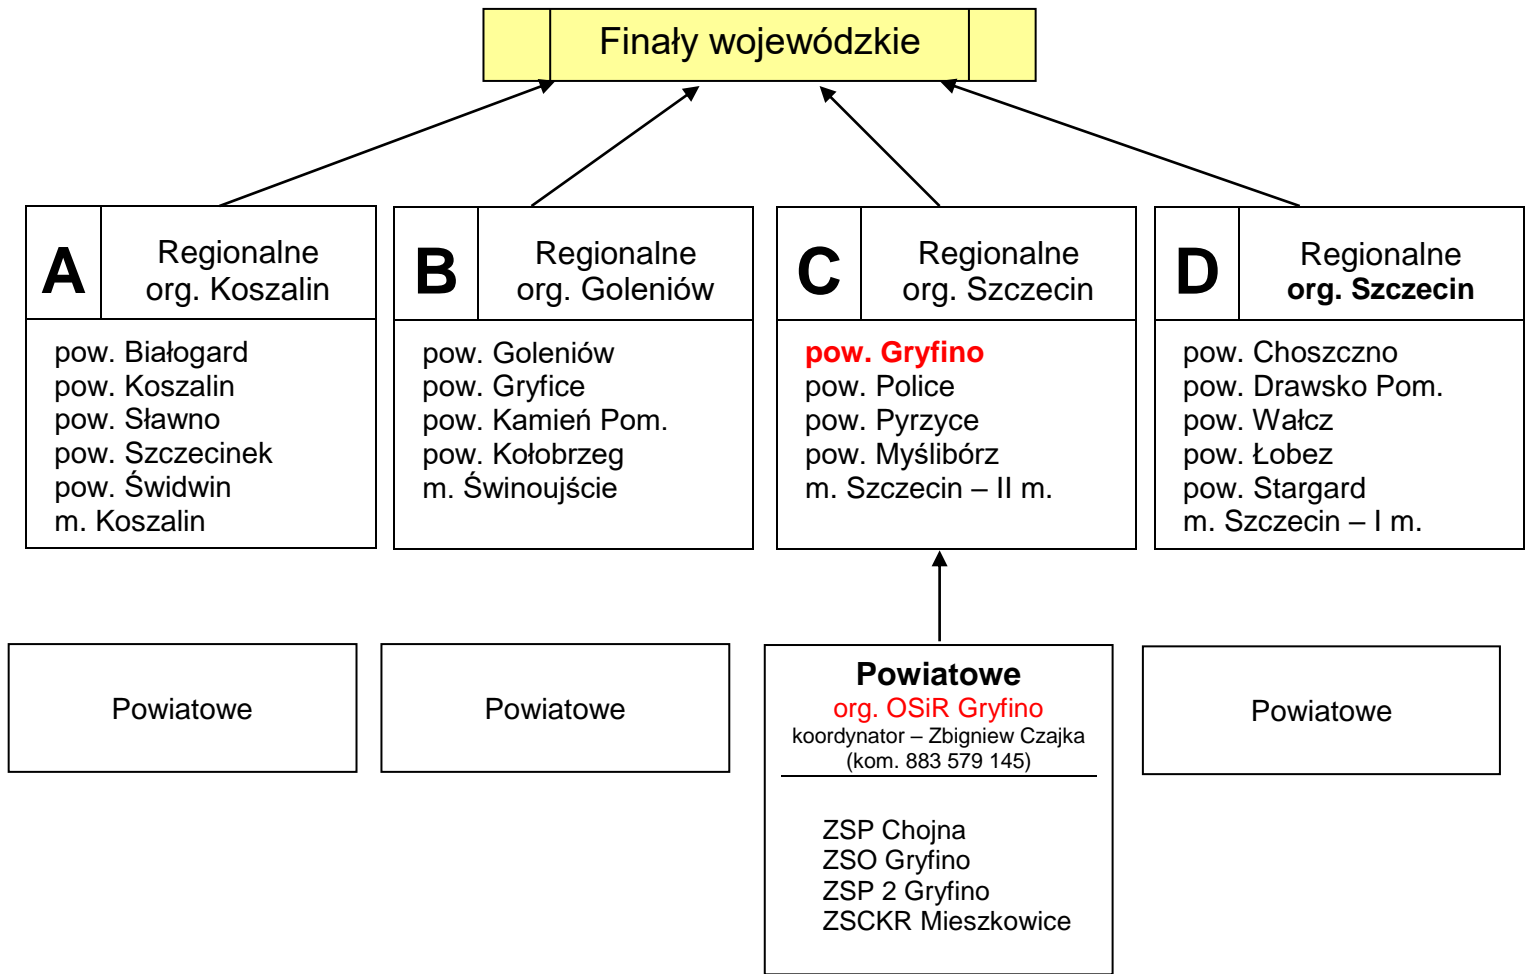 Finały wojewódzkie
A
Regionalne
org. Koszalin
pow. Białogard
pow. Koszalin
pow. Sławno
pow. Szczecinek
pow. Świdwin
m. Koszalin
B
Regionalne
org. Goleniów
pow. Goleniów
pow. Gryfice
pow. Kamień Pom.
pow. Kołobrzeg
m. Świnoujście
C
Regionalne
org. Szczecin
pow. Gryfino
pow. Police
pow. Pyrzyce
pow. Myślibórz
m. Szczecin – II m.
D
Regionalne
org. Szczecin
pow. Choszczno
pow. Drawsko Pom.
pow. Wałcz
pow. Łobez
pow. Stargard
m. Szczecin – I m.
Powiatowe
Powiatowe
Powiatowe
org. OSiR Gryfino
koordynator – Zbigniew Czajka
(kom. 883 579 145)
ZSP Chojna
ZSO Gryfino
ZSP 2 Gryfino
ZSCKR Mieszkowice
Powiatowe